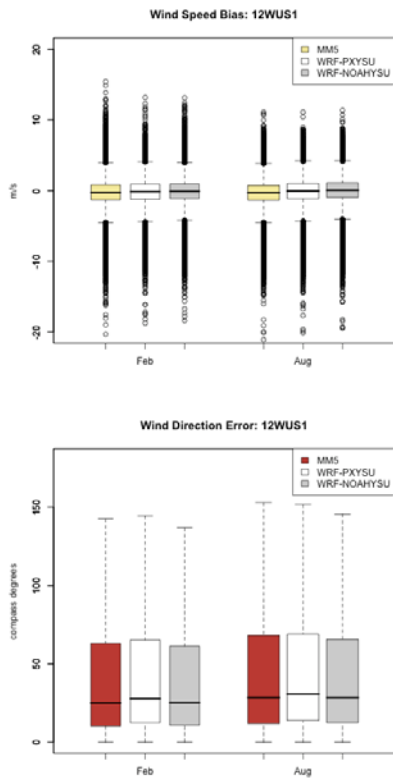 Wind Speed Bias: 12WUS1
MM5
WRF-PXYSU
WRF-NOAHYSU
20
10
0
-10
-20
m/s
Feb
Aug
Wind Direction Error: 12WUS1
MM5
WRF-PXYSU
WRF-NOAHYSU
150
100
50
0
compass degrees
Feb
Aug